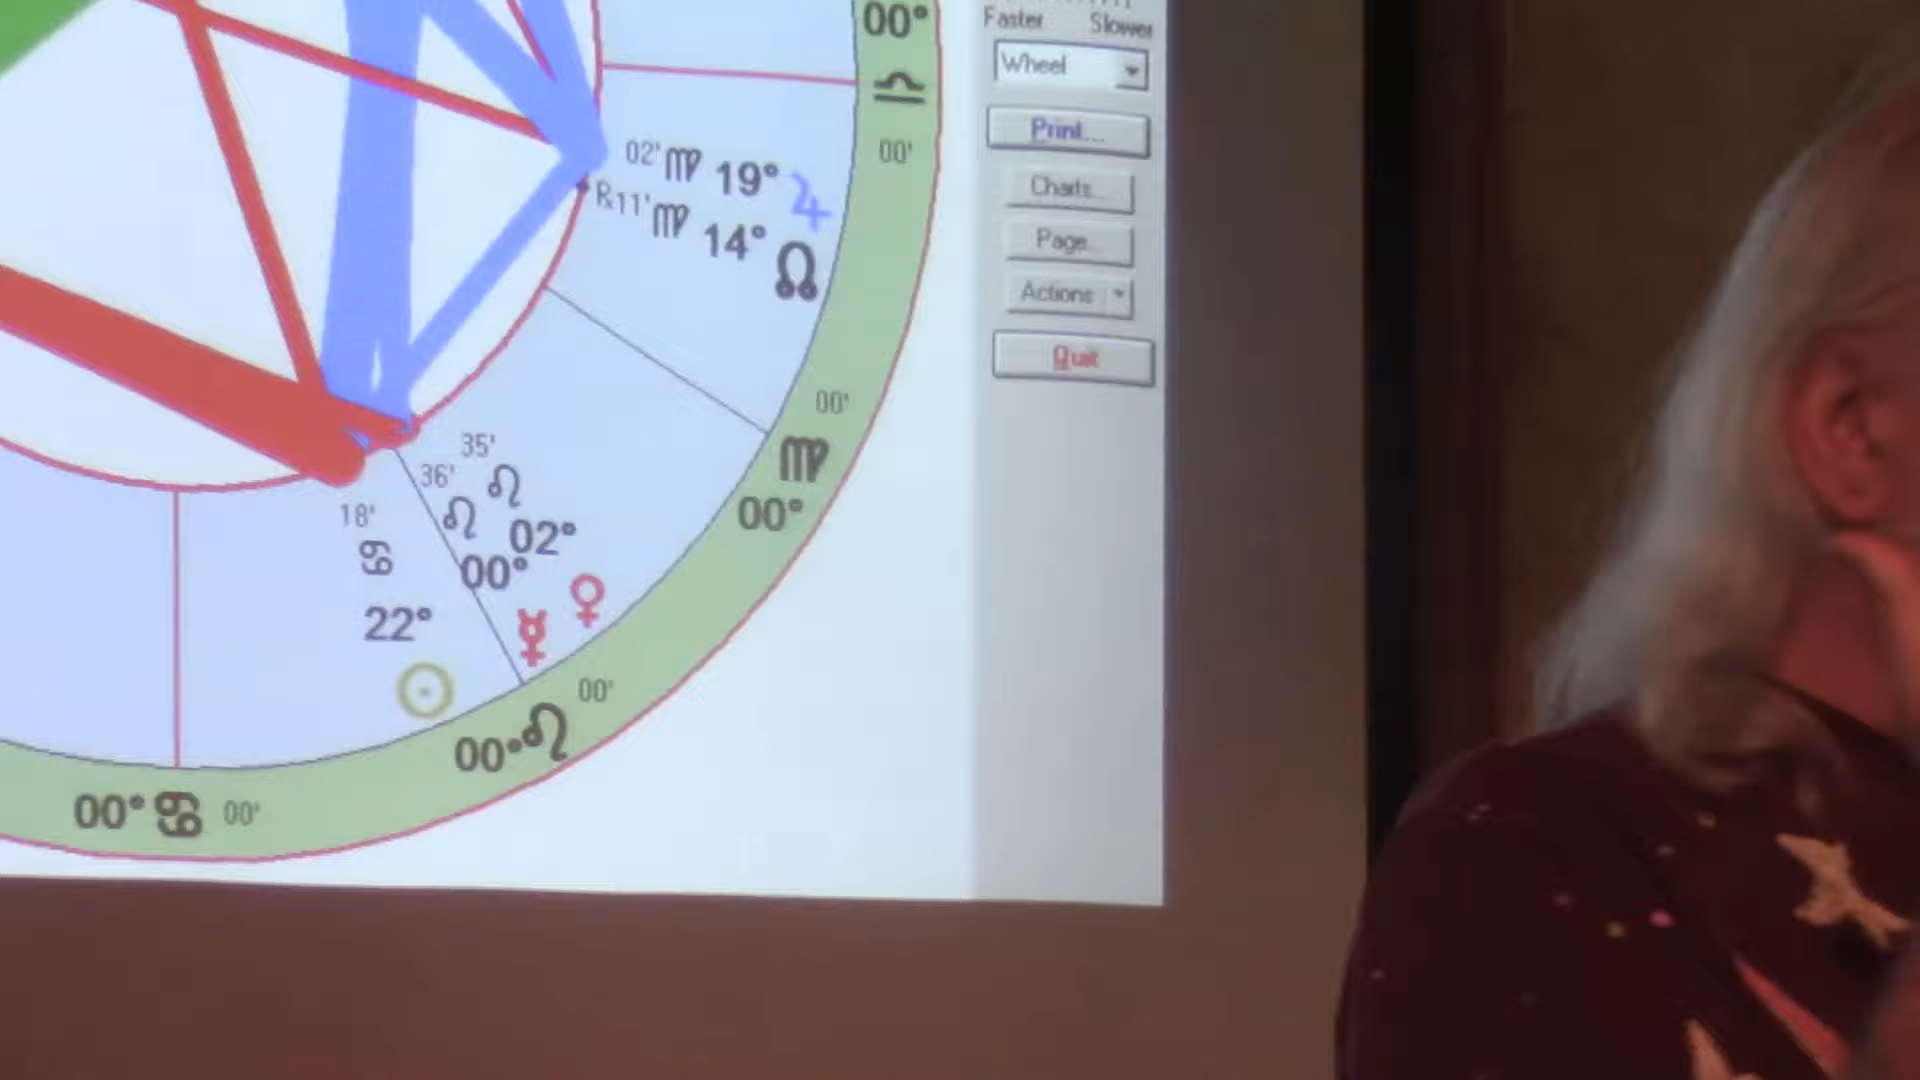 Faster Slower
Wheel
Print...
Charts...
Page...
Actions
Quit
00° ♎ 00'
02' ♍ 19° ♃
℞11' ♍ 14° ☊
00' ♍ 00°
35' ♌ 02° ♀
36' ♌ 00° ☿
18' ♋ 22° ☉
00° ♌ 00'
00° ♋ 00'